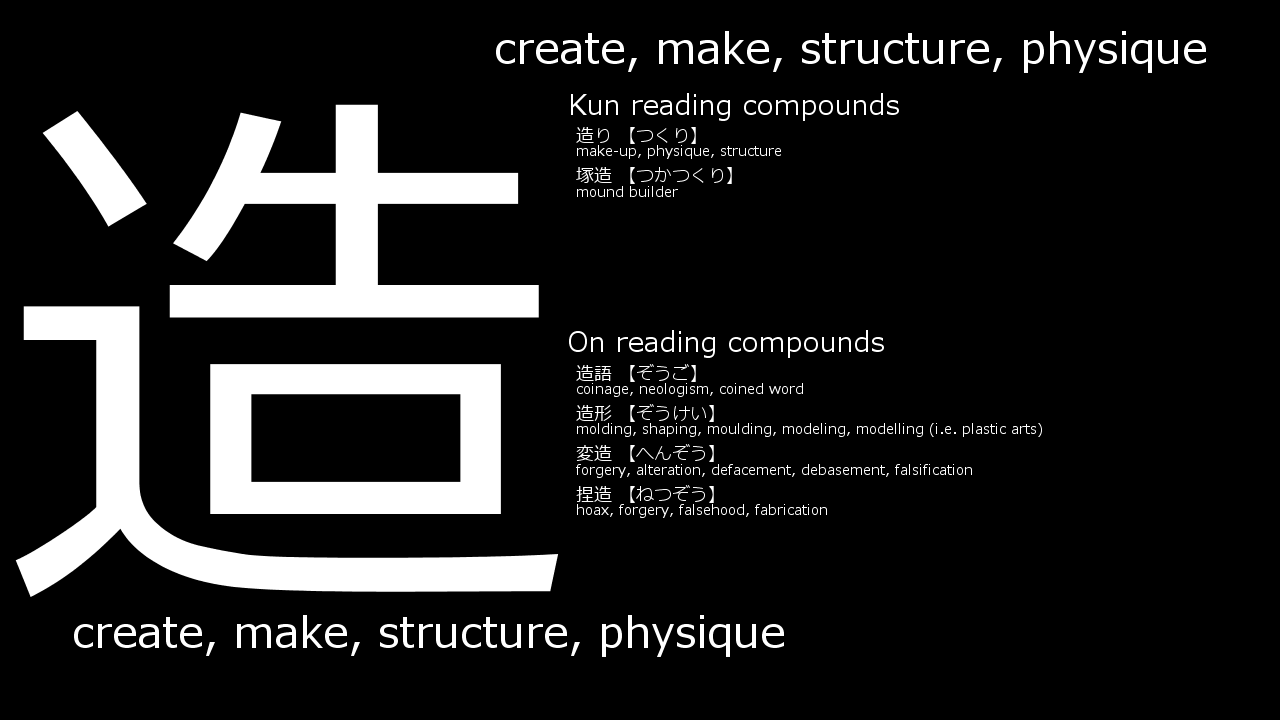 create, make, structure, physique
造
Kun reading compounds
造り 【つくり】
make-up, physique, structure
塚造 【つかつくり】
mound builder
On reading compounds
造語 【ぞうご】
coinage, neologism, coined word
造形 【ぞうけい】
molding, shaping, moulding, modeling, modelling (i.e. plastic arts)
変造 【へんぞう】
forgery, alteration, defacement, debasement, falsification
捏造 【ねつぞう】
hoax, forgery, falsehood, fabrication
create, make, structure, physique